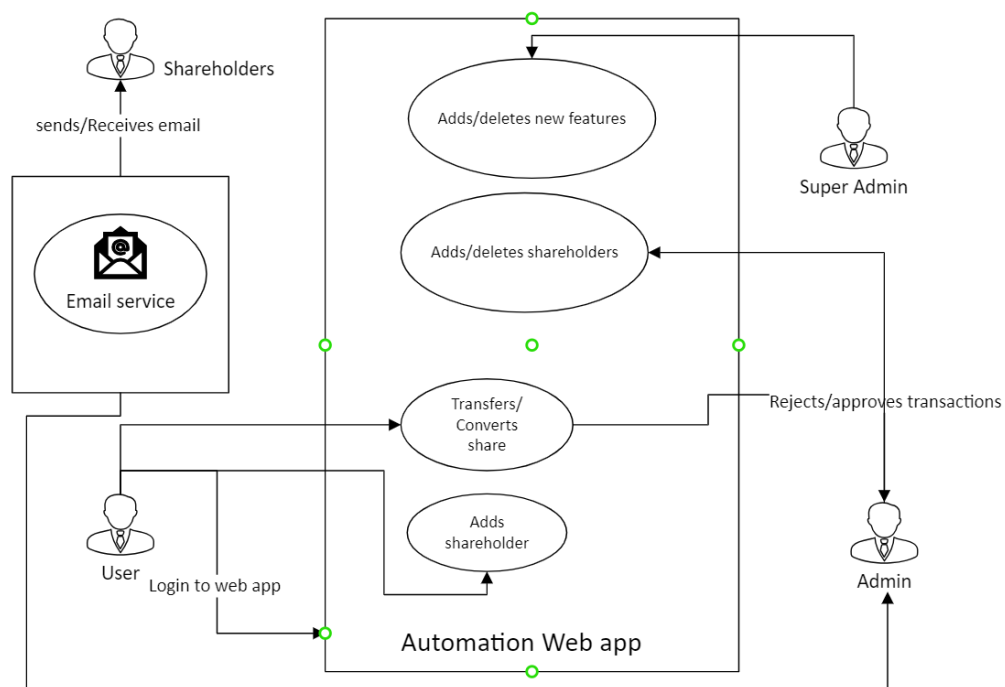 Shareholders
sends/Receives email
Adds/deletes new features
Super Admin
Adds/deletes shareholders
@
Email service
Transfers/
Converts
share
Rejects/approves transactions
Adds
shareholder
User
Admin
Login to web app
Automation Web app